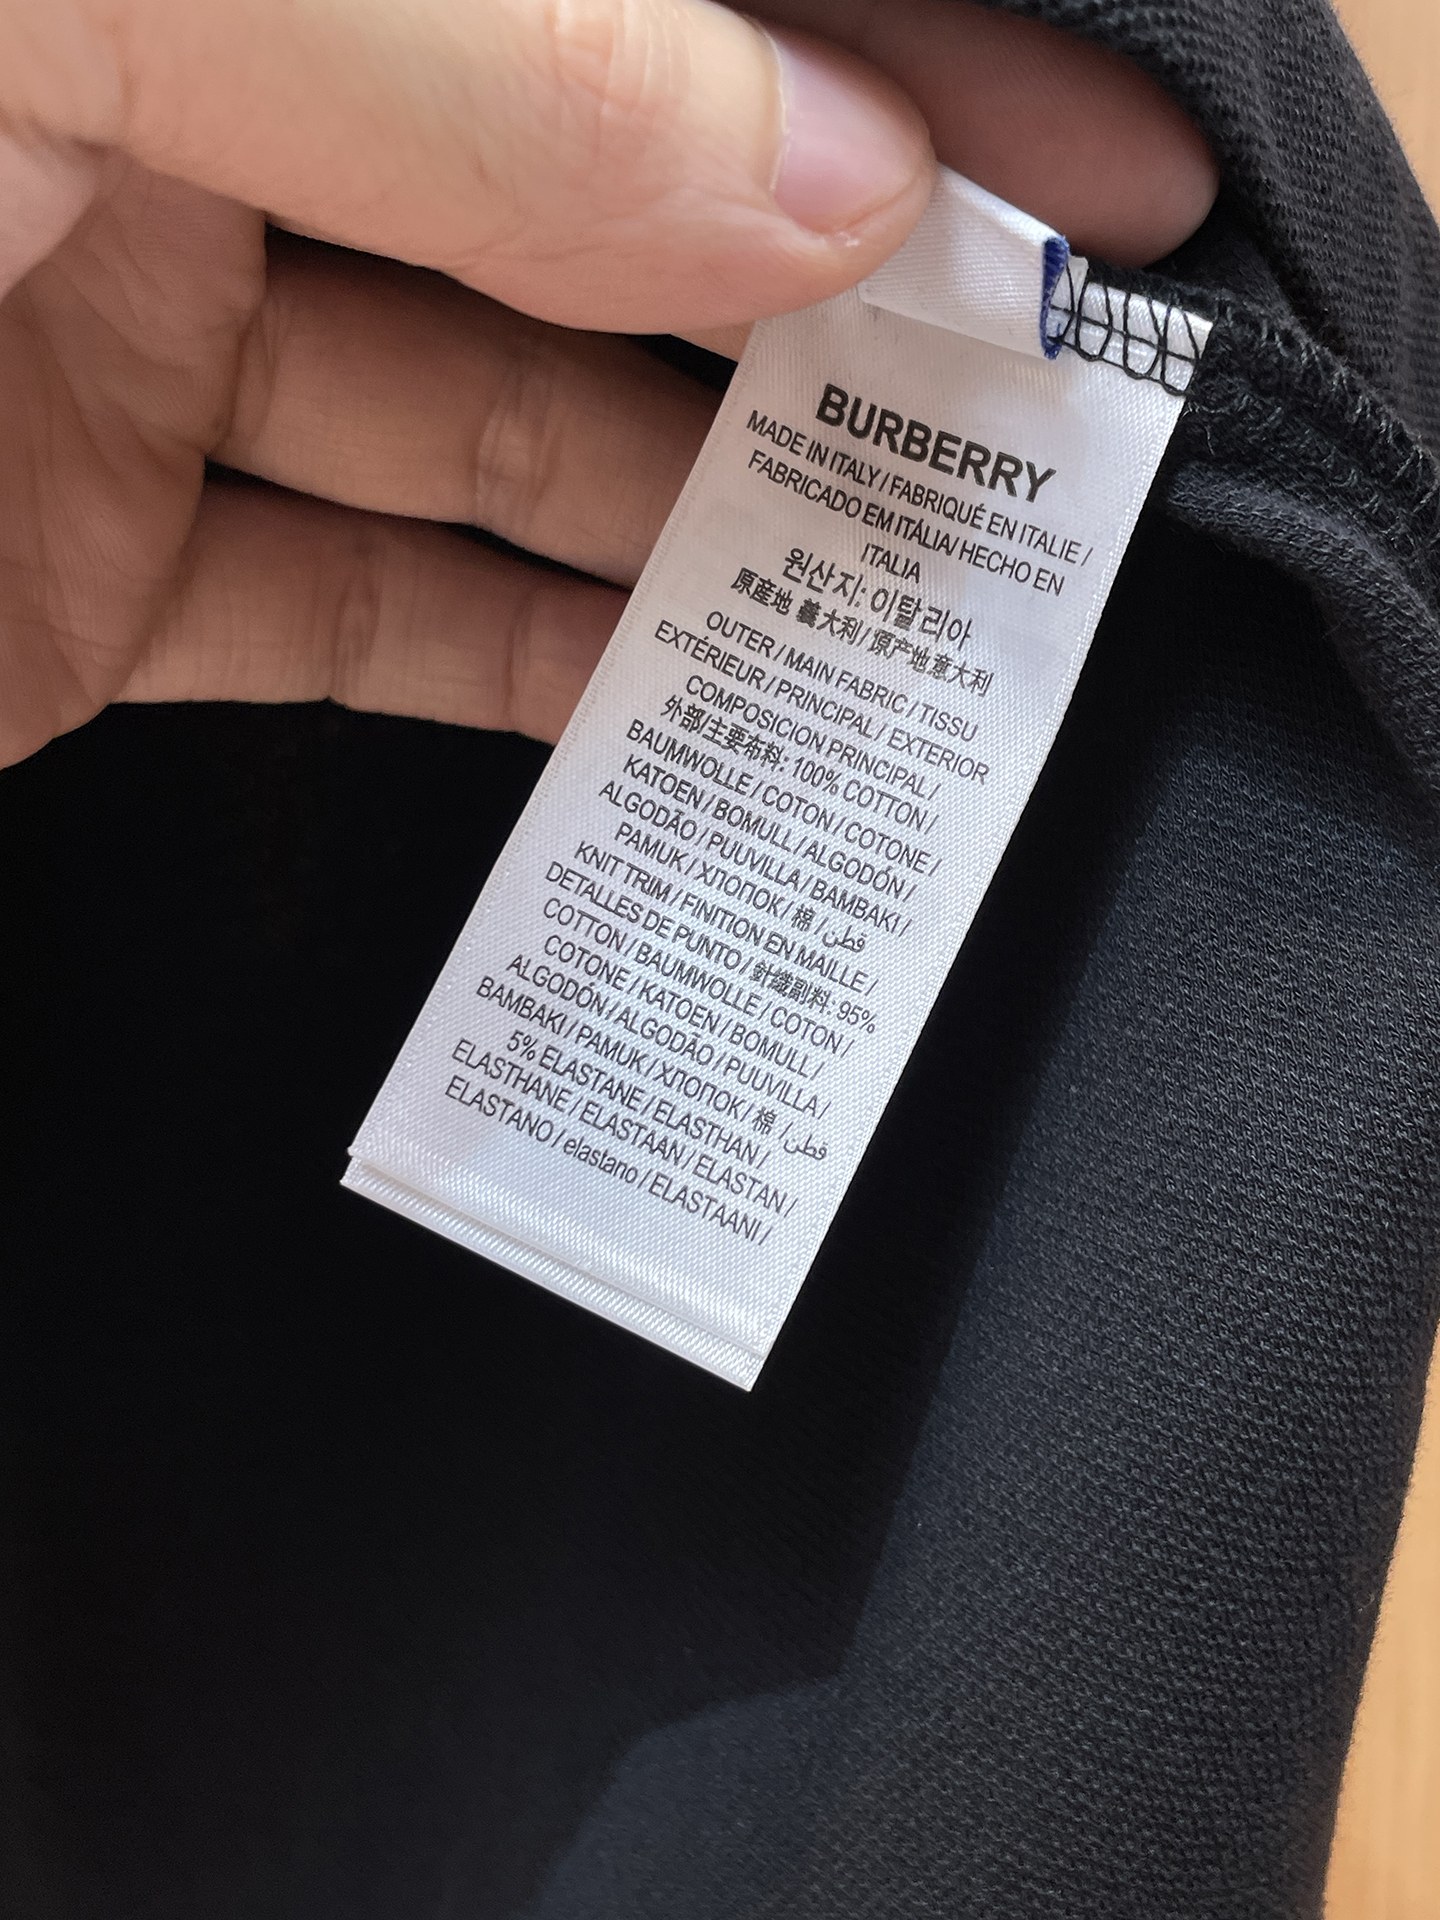 BURBERRY
MADE IN ITALY / FABRIQUÉ EN ITALIE /
FABRICADO EM ITÁLIA/ HECHO EN
ITALIA
원산지: 이탈리아
原産地 義大利 / 原产地意大利
OUTER / MAIN FABRIC / TISSU
EXTÉRIEUR / PRINCIPAL / EXTERIOR
COMPOSICION PRINCIPAL /
外部/主要布料: 100% COTTON /
BAUMWOLLE / COTON / COTONE /
KATOEN / BOMULL / ALGODÓN /
ALGODÃO / PUUVILLA / BAMBAKI /
PAMUK / ХЛОПОК / 棉 / قطن
KNIT TRIM / FINITION EN MAILLE /
DETALLES DE PUNTO / 針織副料: 95%
COTTON / BAUMWOLLE / COTON /
COTONE / KATOEN / BOMULL /
ALGODÓN / ALGODÃO / PUUVILLA /
BAMBAKI / PAMUK / ХЛОПОК / 棉 / قطن
5% ELASTANE / ELASTHAN /
ELASTHANE / ELASTAAN / ELASTAN /
ELASTANO / elastano / ELASTAANI /